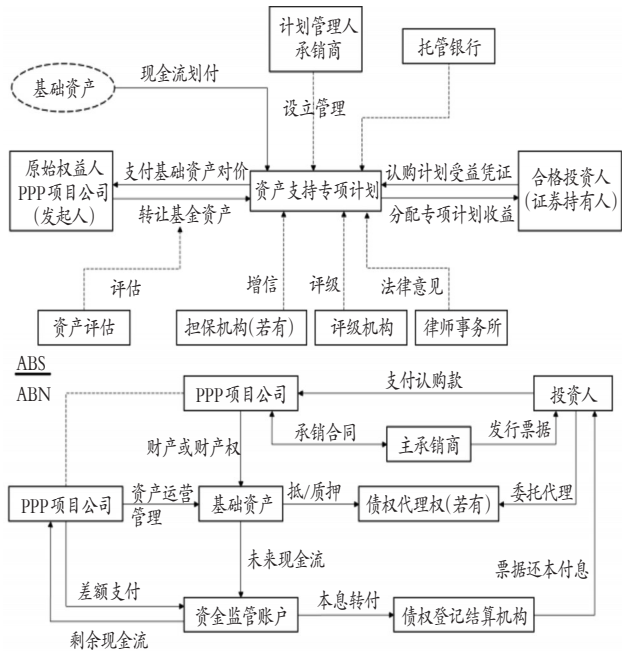 计划管理人
承销商
托管银行
基础资产
现金流划付
设立管理
原始权益人
PPP项目公司
(发起人)
支付基础资产对价
转让基金资产
资产支持专项计划
认购计划受益凭证
分配专项计划收益
合格投资人
(证券持有人)
评估
增信
评级
法律意见
资产评估
担保机构(若有)
评级机构
律师事务所
ABS
ABN
PPP项目公司
支付认购款
投资人
承销合同
主承销商
发行票据
财产或财产权
PPP项目公司
资产运营
管理
基础资产
抵/质押
债权代理权(若有)
委托代理
未来现金流
票据还本付息
差额支付
资金监管账户
本息转付
债权登记结算机构
剩余现金流